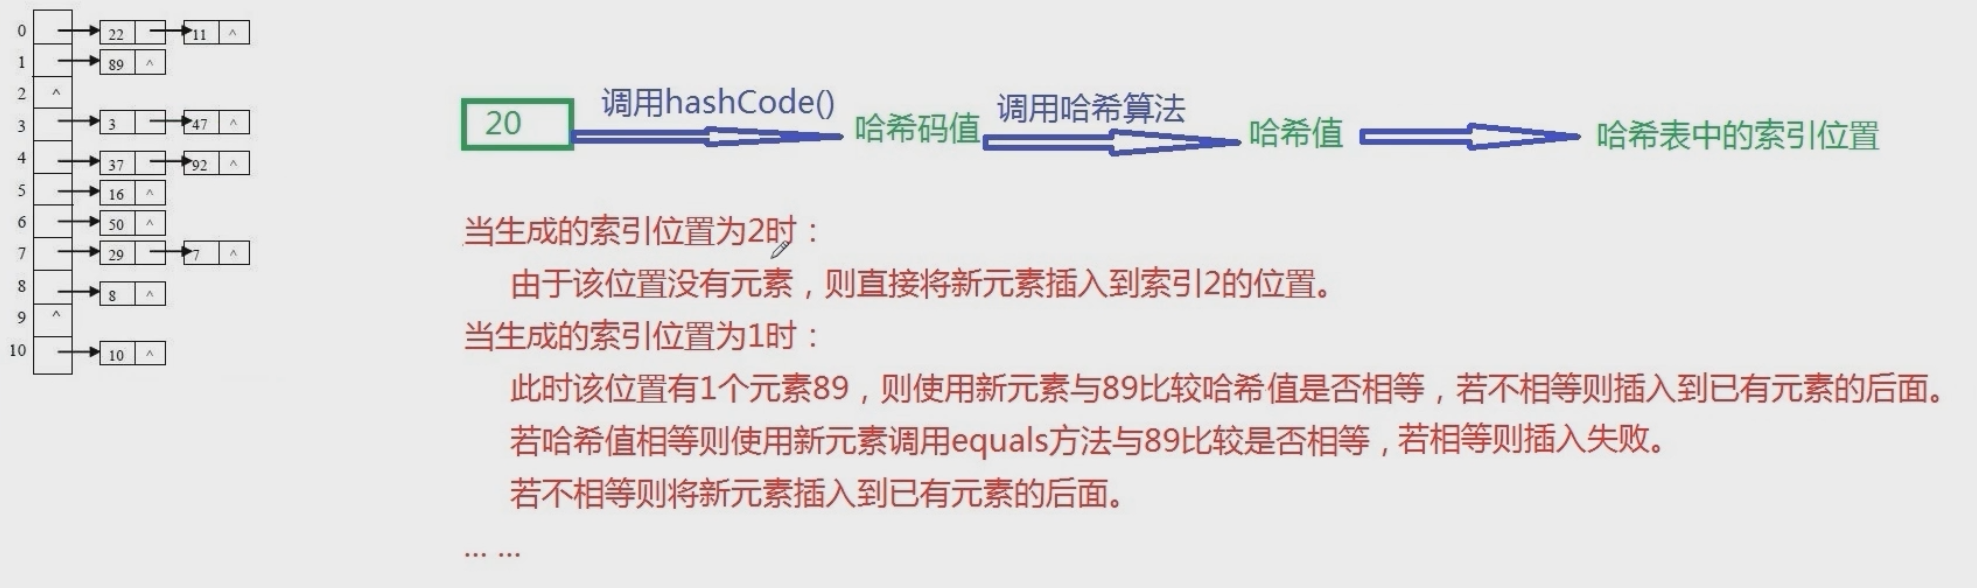 0 22 11 ^
1 89 ^
2 ^
3 3 47 ^
4 37 92 ^
5 16 ^
6 50 ^
7 29 7 ^
8 8 ^
9 ^
10 10 ^
20 调用hashCode() 哈希码值 调用哈希算法 哈希值 哈希表中的索引位置
当生成的索引位置为2时：
由于该位置没有元素，则直接将新元素插入到索引2的位置。
当生成的索引位置为1时：
此时该位置有1个元素89，则使用新元素与89比较哈希值是否相等，若不相等则插入到已有元素的后面。
若哈希值相等则使用新元素调用equals方法与89比较是否相等，若相等则插入失败。
若不相等则将新元素插入到已有元素的后面。
... ...